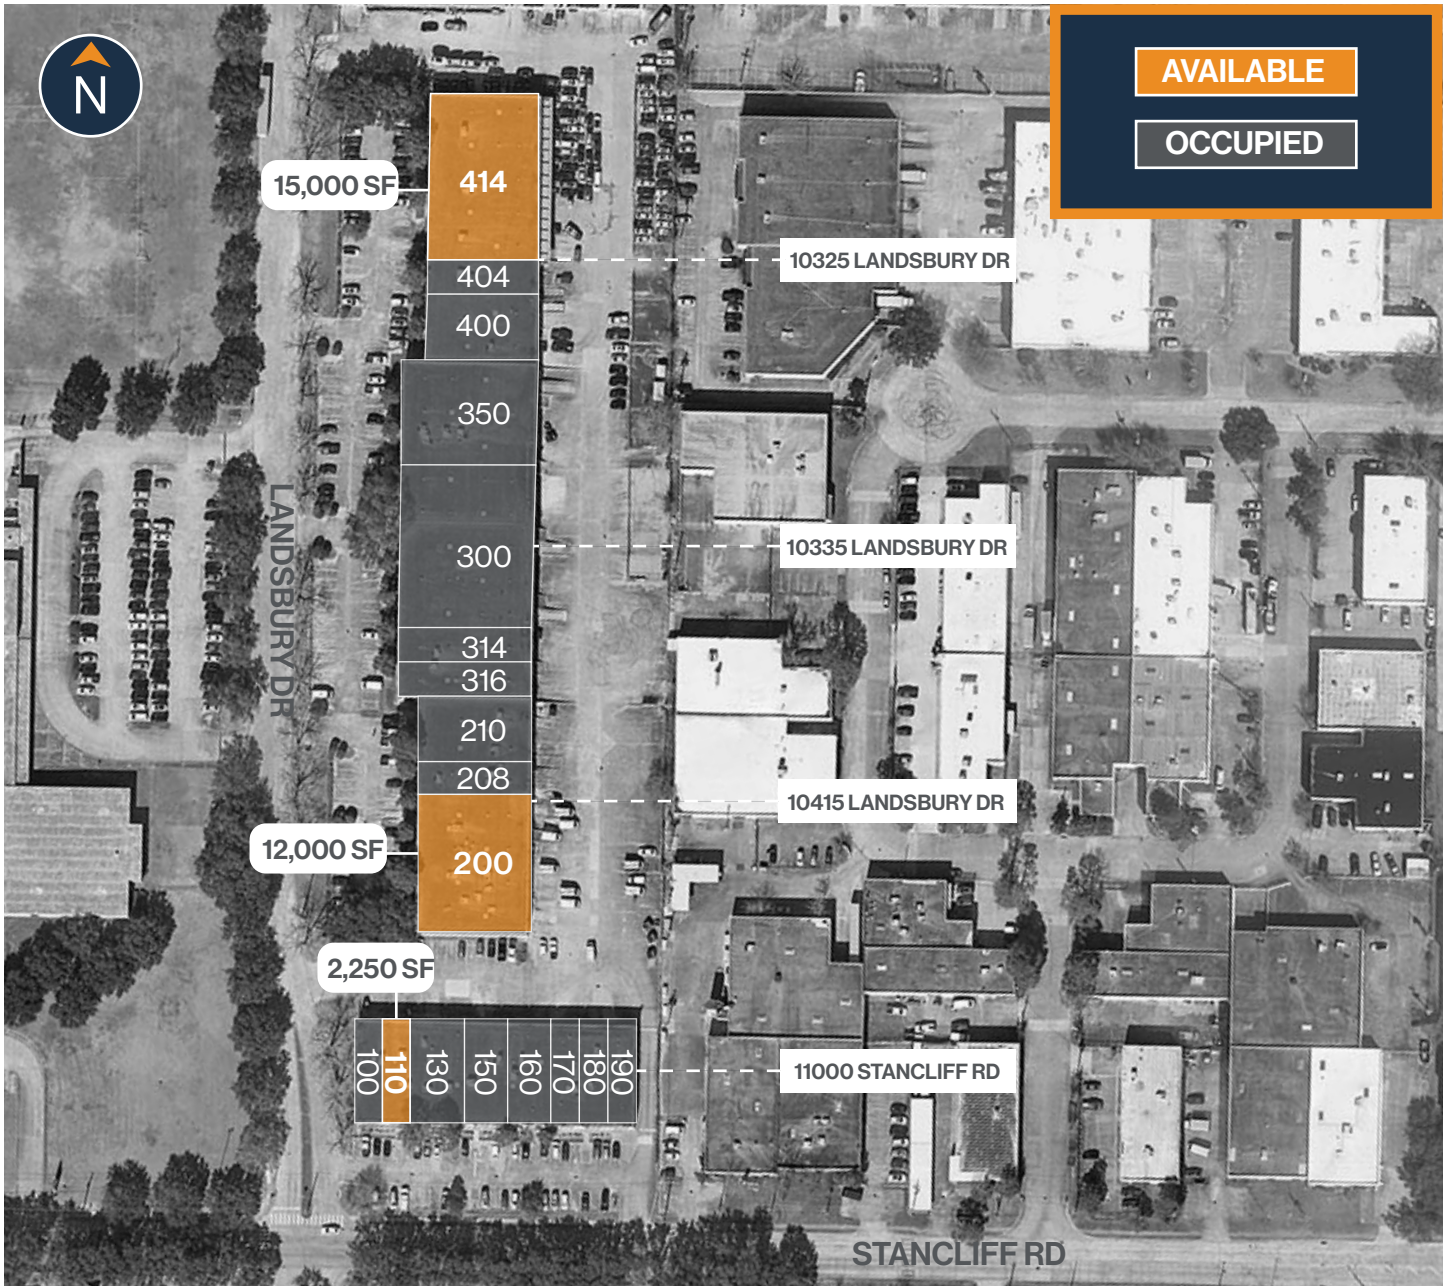 N
AVAILABLE
OCCUPIED
15,000 SF
414
10325 LANDSBURY DR
404
400
350
LANDSBURY DR
300
10335 LANDSBURY DR
314
316
210
208
10415 LANDSBURY DR
12,000 SF
200
2,250 SF
100
110
130
150
160
170
180
190
11000 STANCLIFF RD
STANCLIFF RD